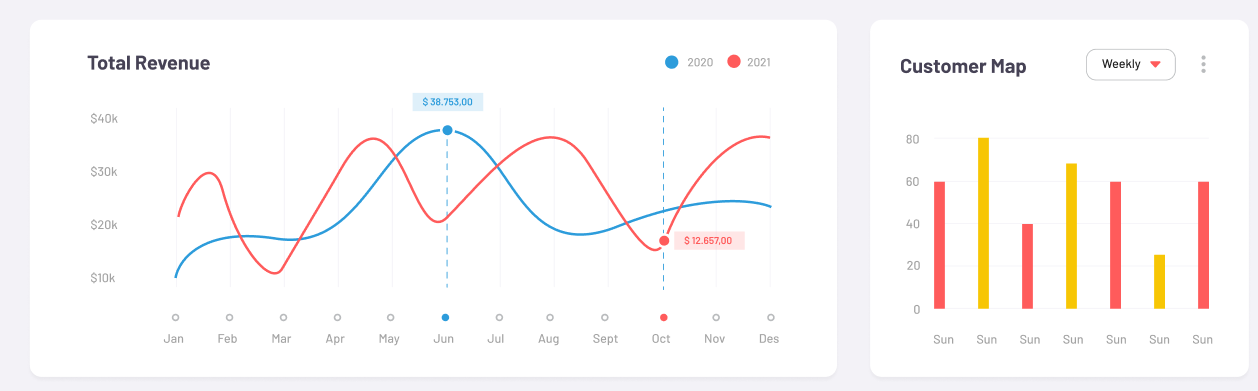 Total Revenue
2020 2021
$ 38.753,00
$40k
$30k
$20k
$ 12.657,00
$10k
Jan Feb Mar Apr May Jun Jul Aug Sept Oct Nov Des
Customer Map
Weekly
80
60
40
20
0
Sun Sun Sun Sun Sun Sun Sun